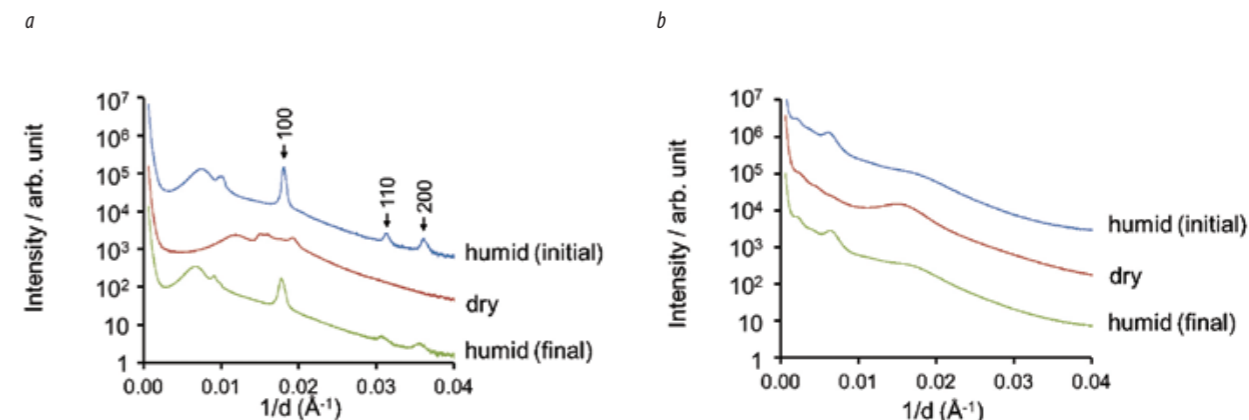 a
b
Intensity / arb. unit
10⁷
10⁶
10⁵
10⁴
10³
10²
10
1
100
110
200
humid (initial)
dry
humid (final)
0.00
0.01
0.02
0.03
0.04
1/d (Å⁻¹)
Intensity / arb. unit
10⁷
10⁶
10⁵
10⁴
10³
10²
10
1
humid (initial)
dry
humid (final)
0.00
0.01
0.02
0.03
0.04
1/d (Å⁻¹)